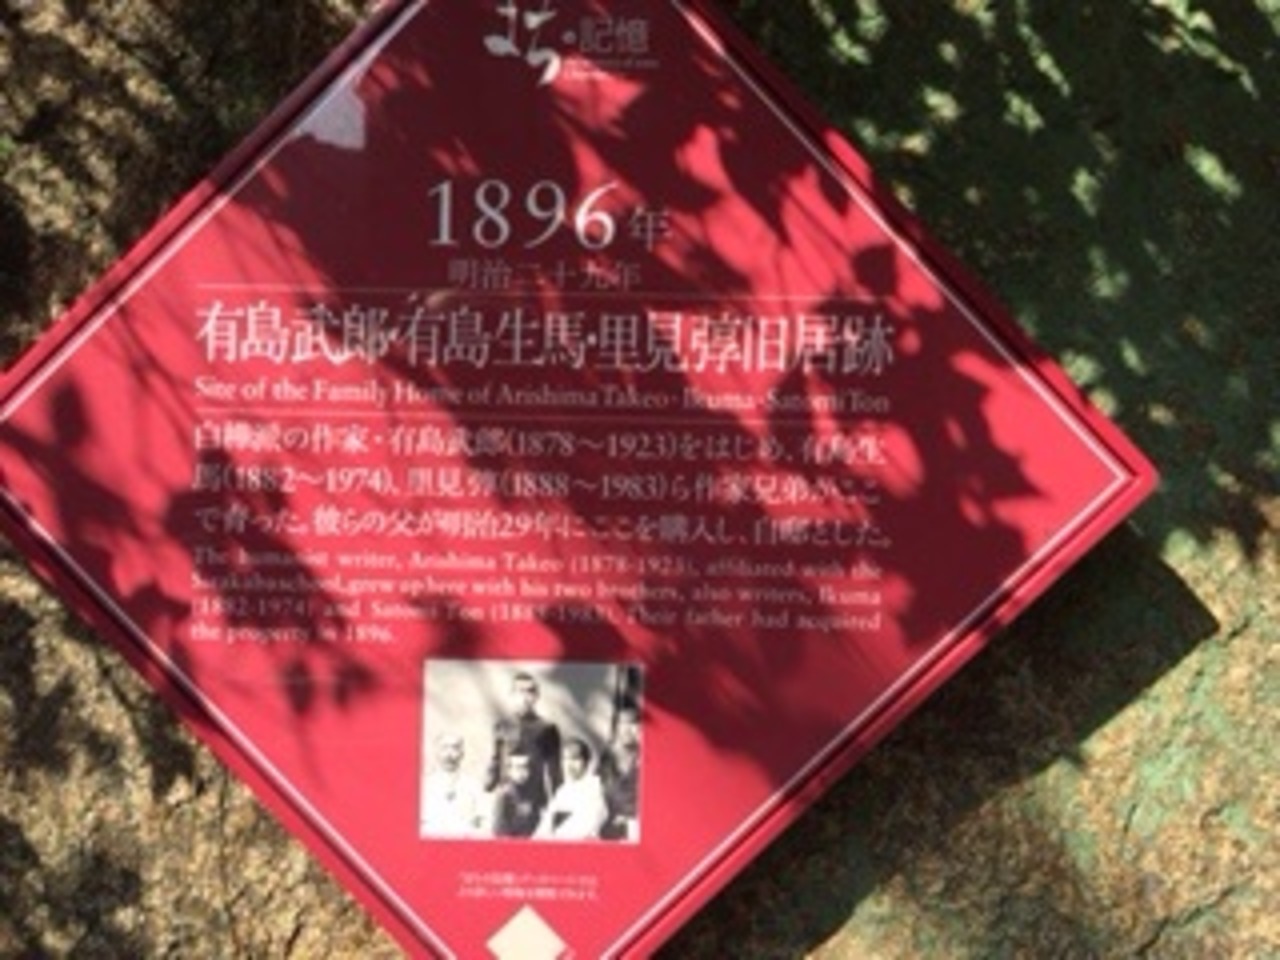 まち・記憶
1896年
明治二十九年
有島武郎・有島生馬・里見弴旧居跡
Site of the Family Home of Arishima Takeo · Ikuma · Satomi Ton
白樺派の作家・有島武郎(1878〜1923)をはじめ、有島生
馬(1882〜1974)、里見弴(1888〜1983)ら作家兄弟がここ
で育った。彼らの父が明治29年にここを購入し、自邸とした。
The humanist writer, Arishima Takeo (1878-1923), affiliated with the
Shirakaba school, grew up here with his two brothers, also writers, Ikuma
(1882-1974) and Satomi Ton (1888-1983). Their father had acquired
the property in 1896.